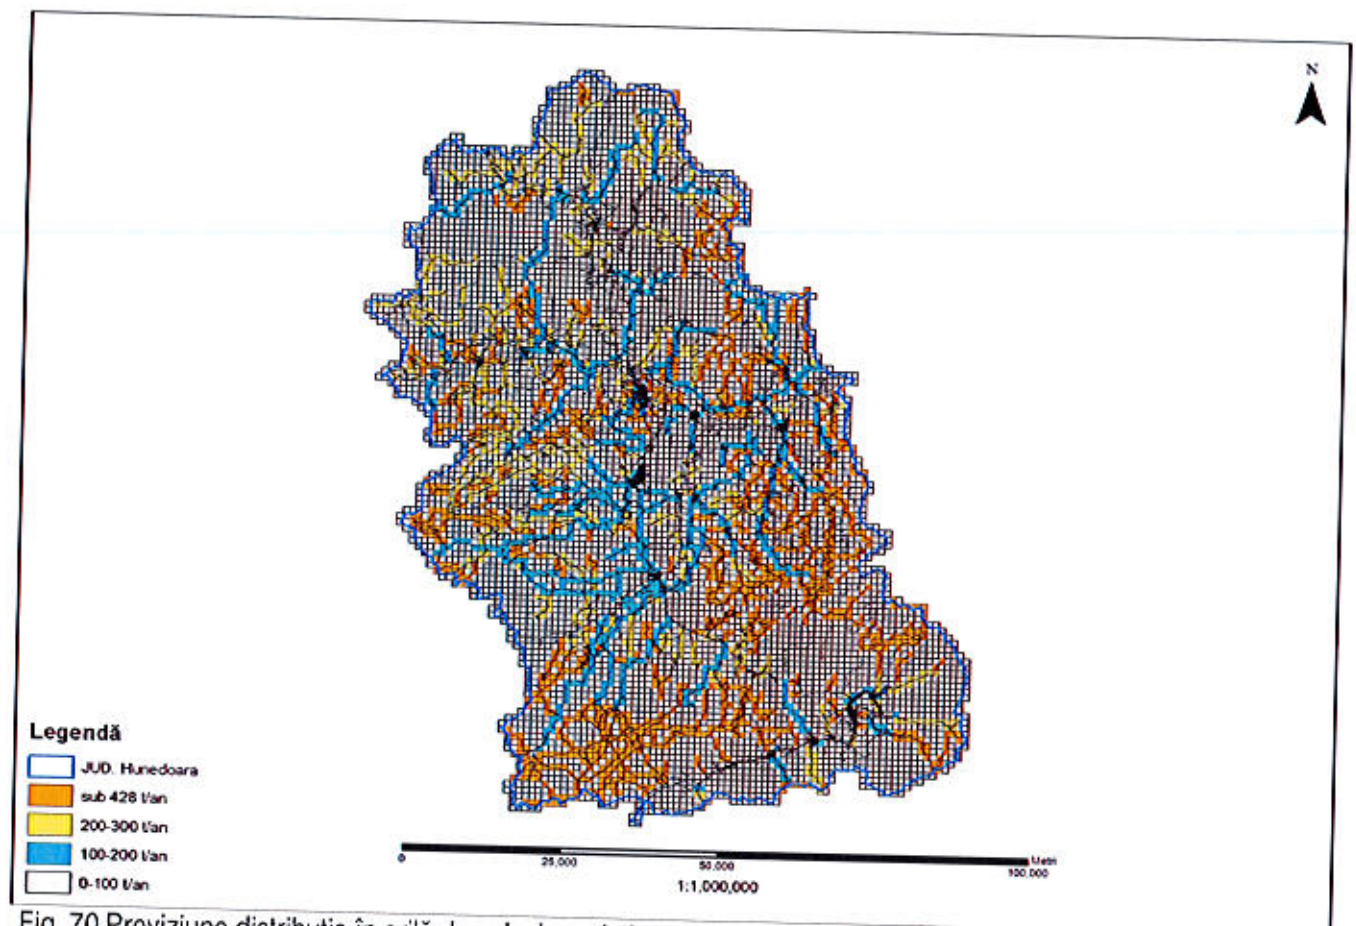 N
Legendă
JUD. Hunedoara
sub 428 t/an
200-300 t/an
100-200 t/an
0-100 t/an
0 25,000 50,000 100,000 Metri
1:1,000,000
Fig. 70 Proviziune distribuție în grilă